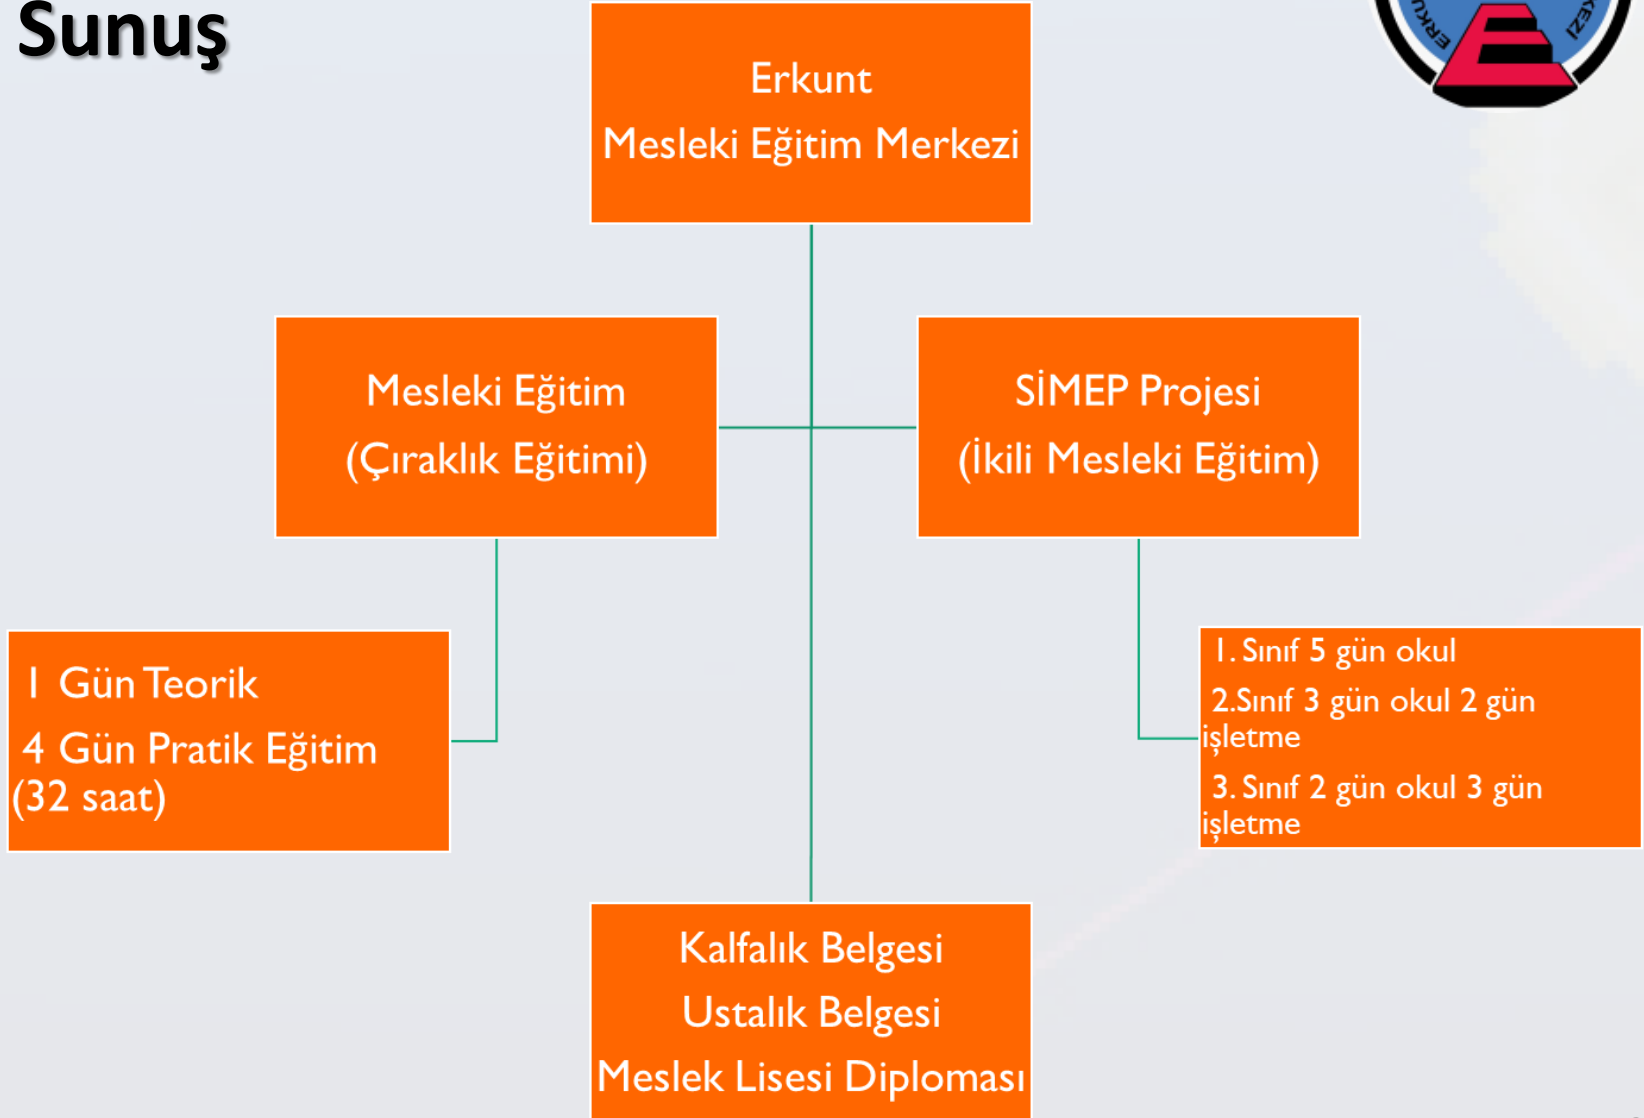 Sunuş
Erkunt
Mesleki Eğitim Merkezi
Mesleki Eğitim
(Çıraklık Eğitimi)
SİMEP Projesi
(İkili Mesleki Eğitim)
1 Gün Teorik
4 Gün Pratik Eğitim
(32 saat)
1. Sınıf 5 gün okul
2.Sınıf 3 gün okul 2 gün
işletme
3. Sınıf 2 gün okul 3 gün
işletme
Kalfalık Belgesi
Ustalık Belgesi
Meslek Lisesi Diploması